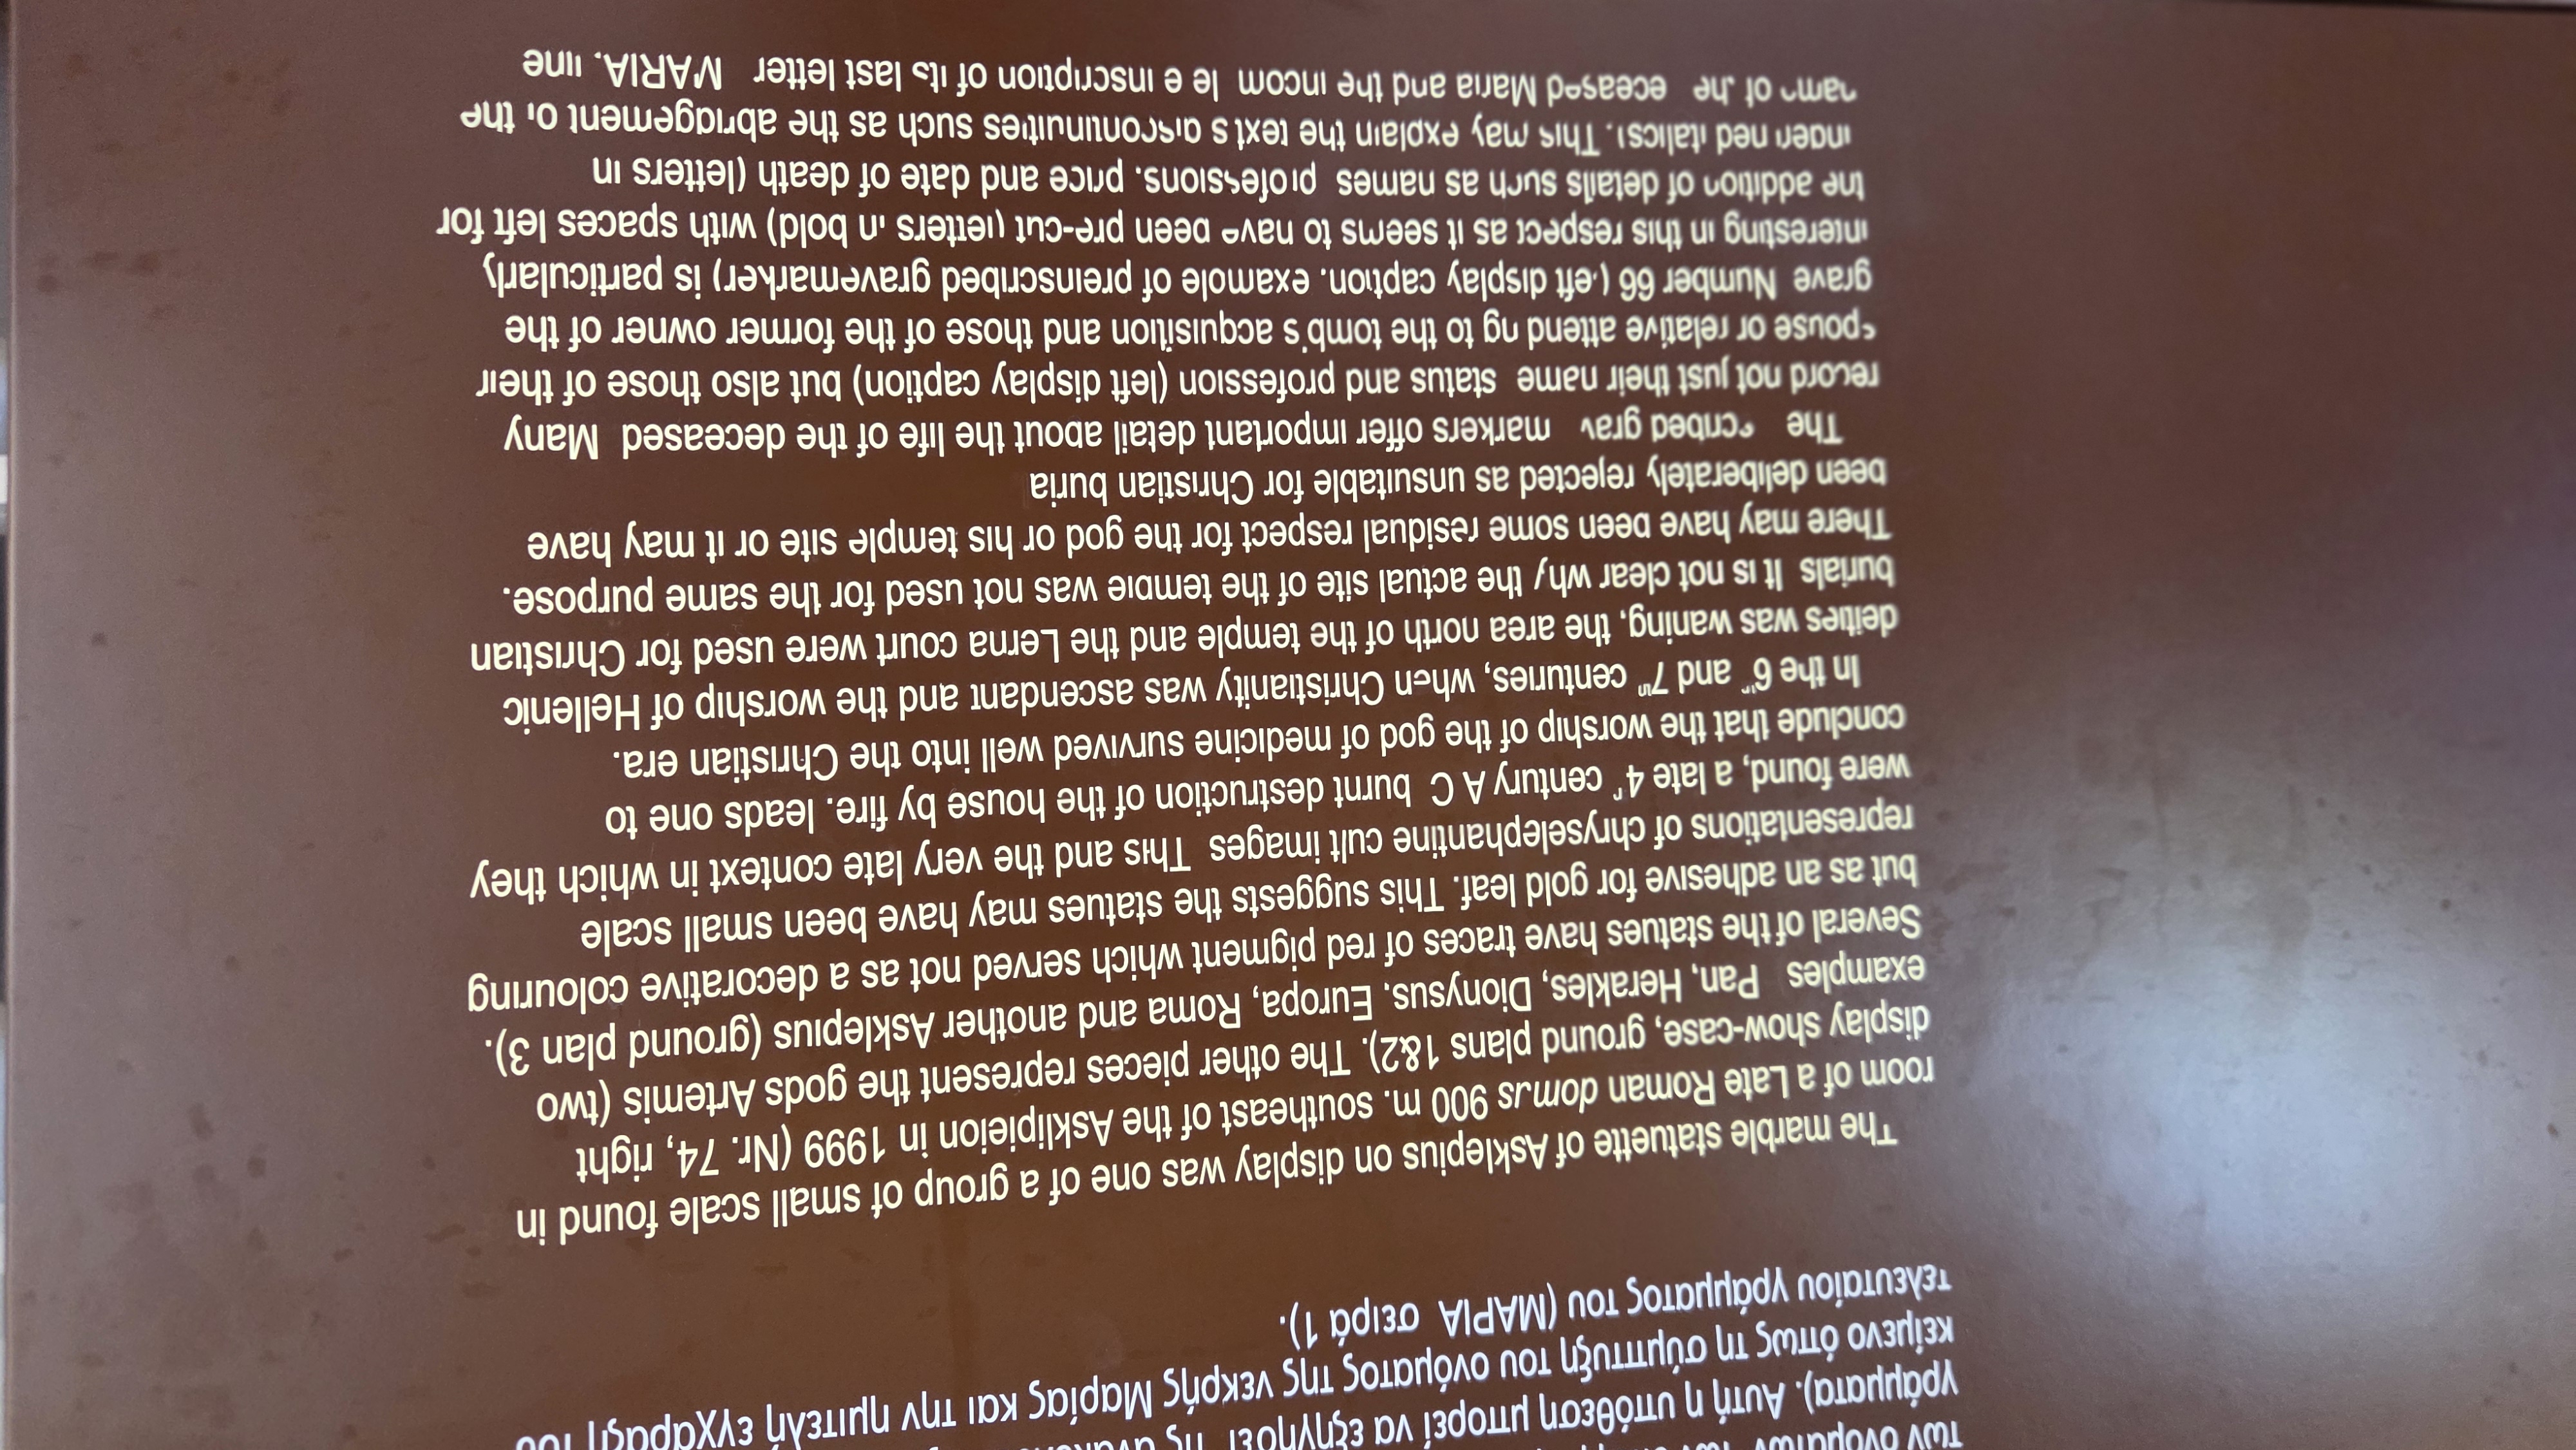 των ονομάτων των
γράμματα). Αυτή η υπόθεση μπορεί να εξηγήσει τις
κείμενο όπως τη σύμπτυξη του ονόματος της νεκρής Μαρίας και την ημιτελή εγχάραξη του
τελευταίου γράμματος του (ΜΑΡΙΑ σειρά 1).
The marble statuette of Asklepius on display was one of a group of small scale found in
room of a Late Roman domus 900 m. southeast of the Asklipieion in 1999 (Nr. 74, right
display show-case, ground plans 1&2). The other pieces represent the gods Artemis (two
examples Pan, Herakles, Dionysus, Europa, Roma and another Asklepius (ground plan 3).
Several of the statues have traces of red pigment which served not as a decorative colouring
but as an adhesive for gold leaf. This suggests the statues may have been small scale
representations of chryselephantine cult images This and the very late context in which they
were found, a late 4th century A C burnt destruction of the house by fire. leads one to
conclude that the worship of the god of medicine survived well into the Christian era.
In the 6th and 7th centuries, when Christianity was ascendant and the worship of Hellenic
deities was waning, the area north of the temple and the Lerna court were used for Christian
burials It is not clear why the actual site of the temple was not used for the same purpose.
There may have been some residual respect for the god or his temple site or it may have
been deliberately rejected as unsuitable for Christian buria
The scribed grav markers offer important detail about the life of the deceased Many
record not just their name status and profession (left display caption) but also those of their
spouse or relative attend ng to the tomb's acquisition and those of the former owner of the
grave Number 66 (left display caption. example of preinscribed gravemarker) is particularly
interesting in this respect as it seems to have been pre-cut (letters in bold) with spaces left for
the addition of details such as names professions. price and date of death (letters in
underlined italics). This may explain the text s discontinuities such as the abridgement of the
name of the eceased Maria and the incom le e inscription of its last letter MARIA. line